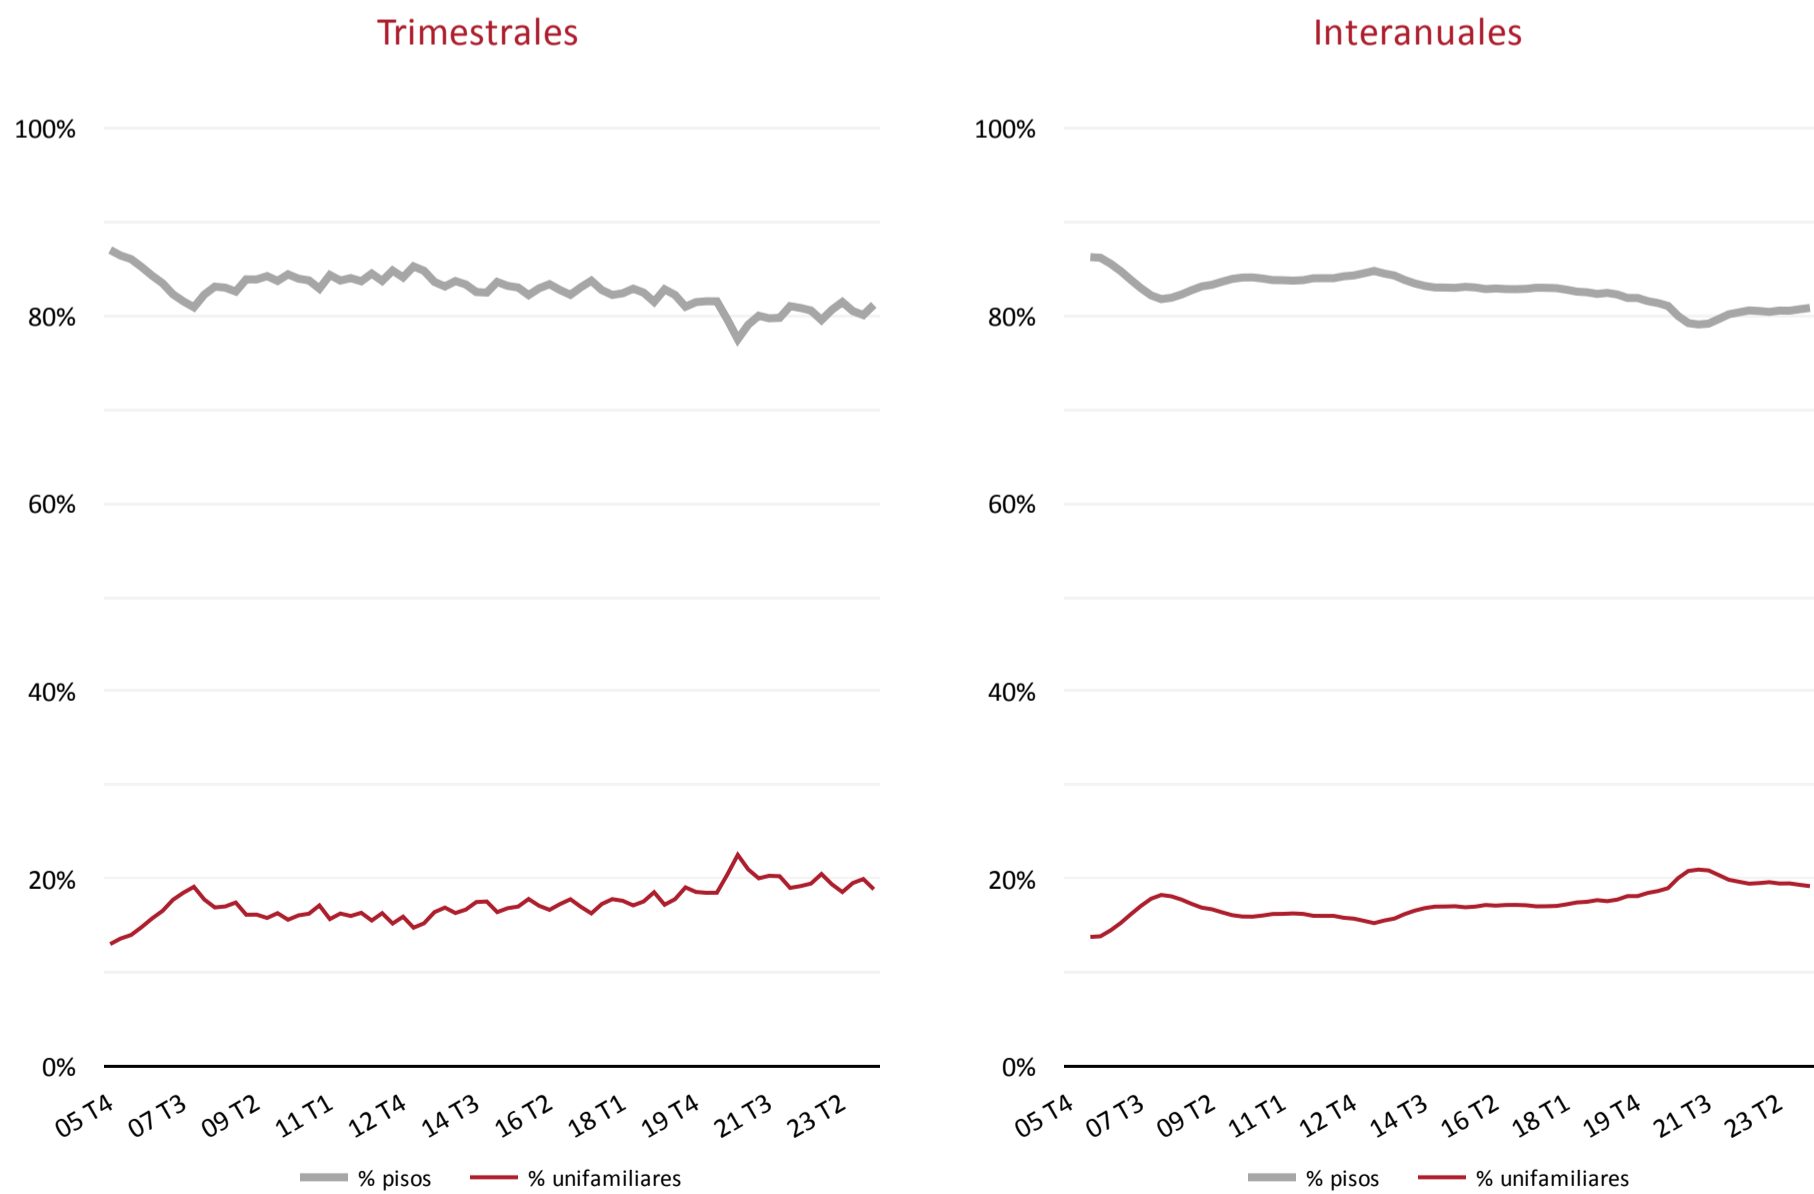 Trimestrales
100%
80%
60%
40%
20%
0%
05 T4
07 T3
09 T2
11 T1
12 T4
14 T3
16 T2
18 T1
19 T4
21 T3
23 T2
% pisos
% unifamiliares
Interanuales
100%
80%
60%
40%
20%
0%
05 T4
07 T3
09 T2
11 T1
12 T4
14 T3
16 T2
18 T1
19 T4
21 T3
23 T2
% pisos
% unifamiliares